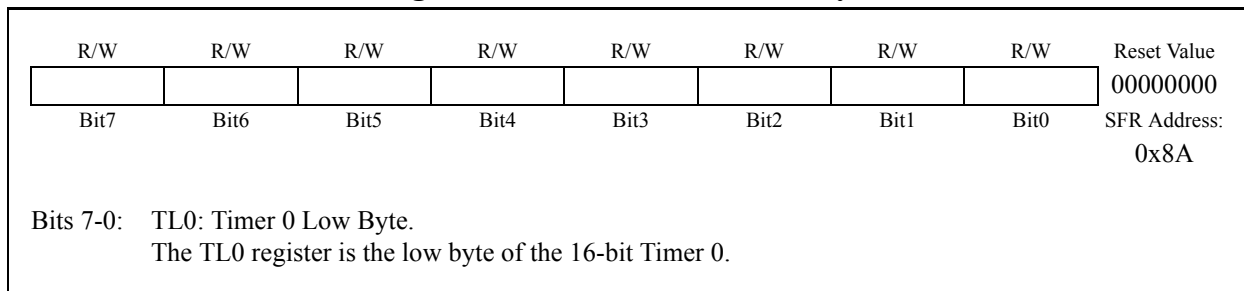 R/W R/W R/W R/W R/W R/W R/W R/W Reset Value
00000000
Bit7 Bit6 Bit5 Bit4 Bit3 Bit2 Bit1 Bit0 SFR Address:
0x8A
Bits 7-0: TL0: Timer 0 Low Byte.
The TL0 register is the low byte of the 16-bit Timer 0.